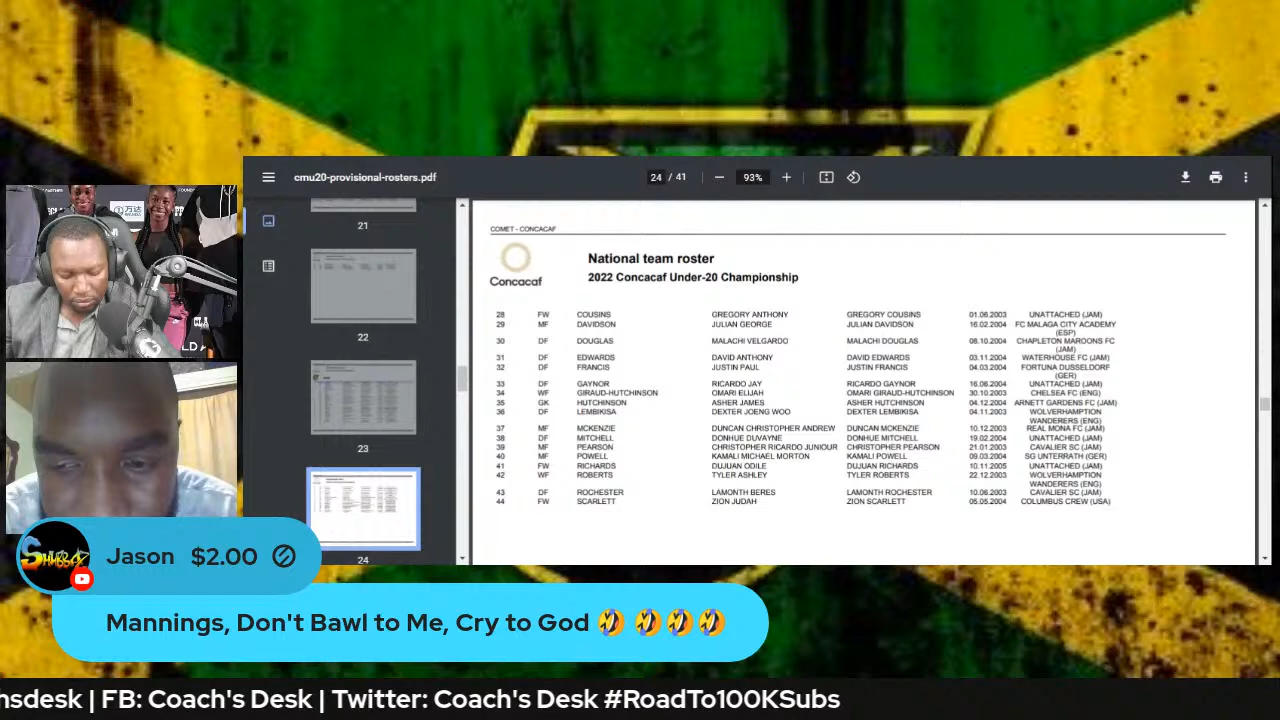 cmu20-provisional-rosters.pdf
24 / 41
93%
21
22
23
24
COMET - CONCACAF
Concacaf
National team roster
2022 Concacaf Under-20 Championship
28 FW COUSINS GREGORY ANTHONY GREGORY COUSINS 01.06.2003 UNATTACHED (JAM)
29 MF DAVIDSON JULIAN GEORGE JULIAN DAVIDSON 16.02.2004 FC MALAGA CITY ACADEMY
(ESP)
30 DF DOUGLAS MALACHI VELGARDO MALACHI DOUGLAS 08.10.2004 CHAPLETON MAROONS FC
(JAM)
31 DF EDWARDS DAVID ANTHONY DAVID EDWARDS 03.11.2004 WATERHOUSE FC (JAM)
32 DF FRANCIS JUSTIN PAUL JUSTIN FRANCIS 04.03.2004 FORTUNA DUSSELDORF
(GER)
33 DF GAYNOR RICARDO JAY RICARDO GAYNOR 16.06.2004 UNATTACHED (JAM)
34 WF GIRAUD-HUTCHINSON OMARI ELIJAH OMARI GIRAUD-HUTCHINSON 30.10.2003 CHELSEA FC (ENG)
35 GK HUTCHINSON ASHER JAMES ASHER HUTCHINSON 04.12.2004 ARNETT GARDENS FC (JAM)
36 DF LEMBIKISA DEXTER JOENG WOO DEXTER LEMBIKISA 04.11.2003 WOLVERHAMPTON
WANDERERS (ENG)
37 MF MCKENZIE DUNCAN CHRISTOPHER ANDREW DUNCAN MCKENZIE 10.12.2003 REAL MONA FC (JAM)
38 DF MITCHELL DONHUE DUVAYNE DONHUE MITCHELL 19.02.2004 UNATTACHED (JAM)
39 MF PEARSON CHRISTOPHER RICARDO JUNIOUR CHRISTOPHER PEARSON 21.01.2003 CAVALIER SC (JAM)
40 MF POWELL KAMALI MICHAEL MORTON KAMALI POWELL 09.03.2004 SG UNTERRATH (GER)
41 FW RICHARDS DUJUAN ODILE DUJUAN RICHARDS 10.11.2005 UNATTACHED (JAM)
42 WF ROBERTS TYLER ASHLEY TYLER ROBERTS 22.12.2003 WOLVERHAMPTON
WANDERERS (ENG)
43 DF ROCHESTER LAMONTH BERES LAMONTH ROCHESTER 10.06.2003 CAVALIER SC (JAM)
44 FW SCARLETT ZION JUDAH ZION SCARLETT 05.05.2004 COLUMBUS CREW (USA)
Jason $2.00
Mannings, Don't Bawl to Me, Cry to God 🤣 🤣🤣🤣
hsdesk | FB: Coach's Desk | Twitter: Coach's Desk #RoadTo100KSubs